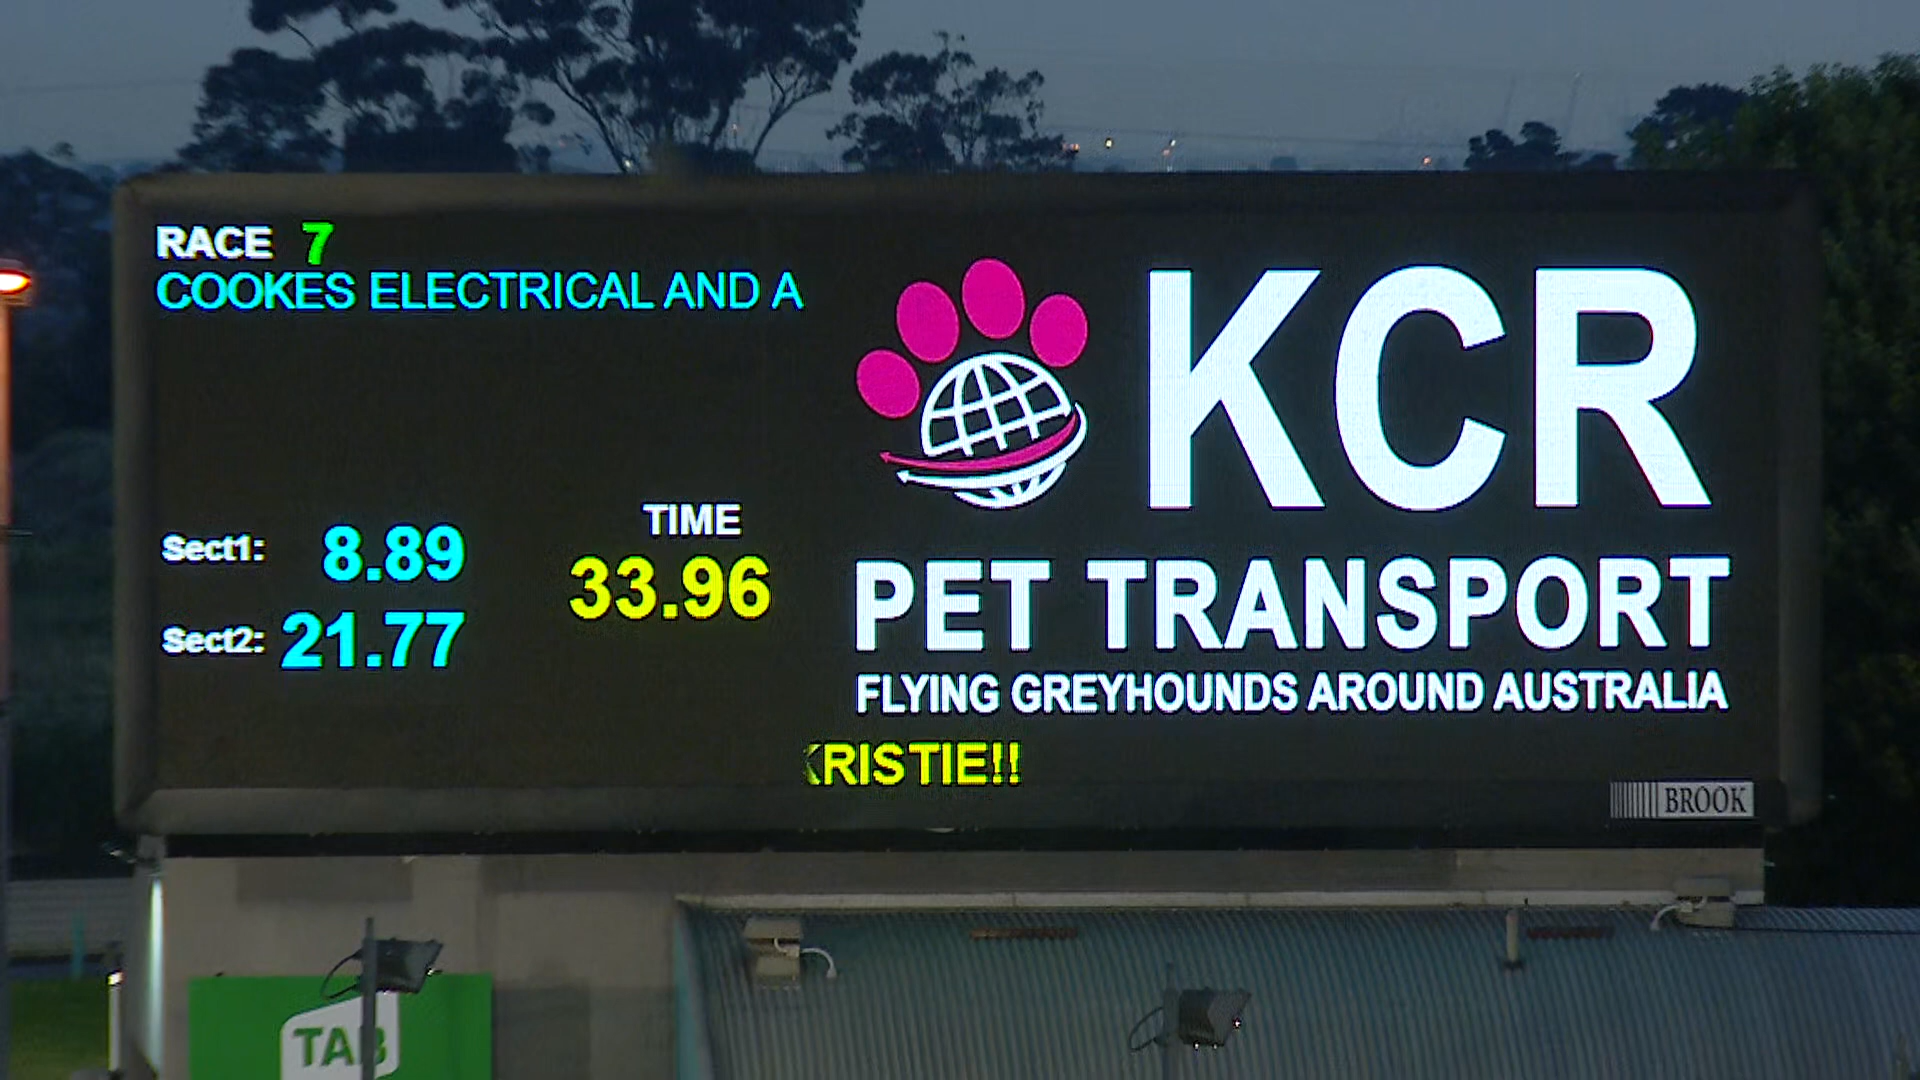 RACE 7
COOKES ELECTRICAL AND A
Sect1: 8.89
Sect2: 21.77
TIME
33.96
KCR
PET TRANSPORT
FLYING GREYHOUNDS AROUND AUSTRALIA
KRISTIE!!
BROOK
TAB